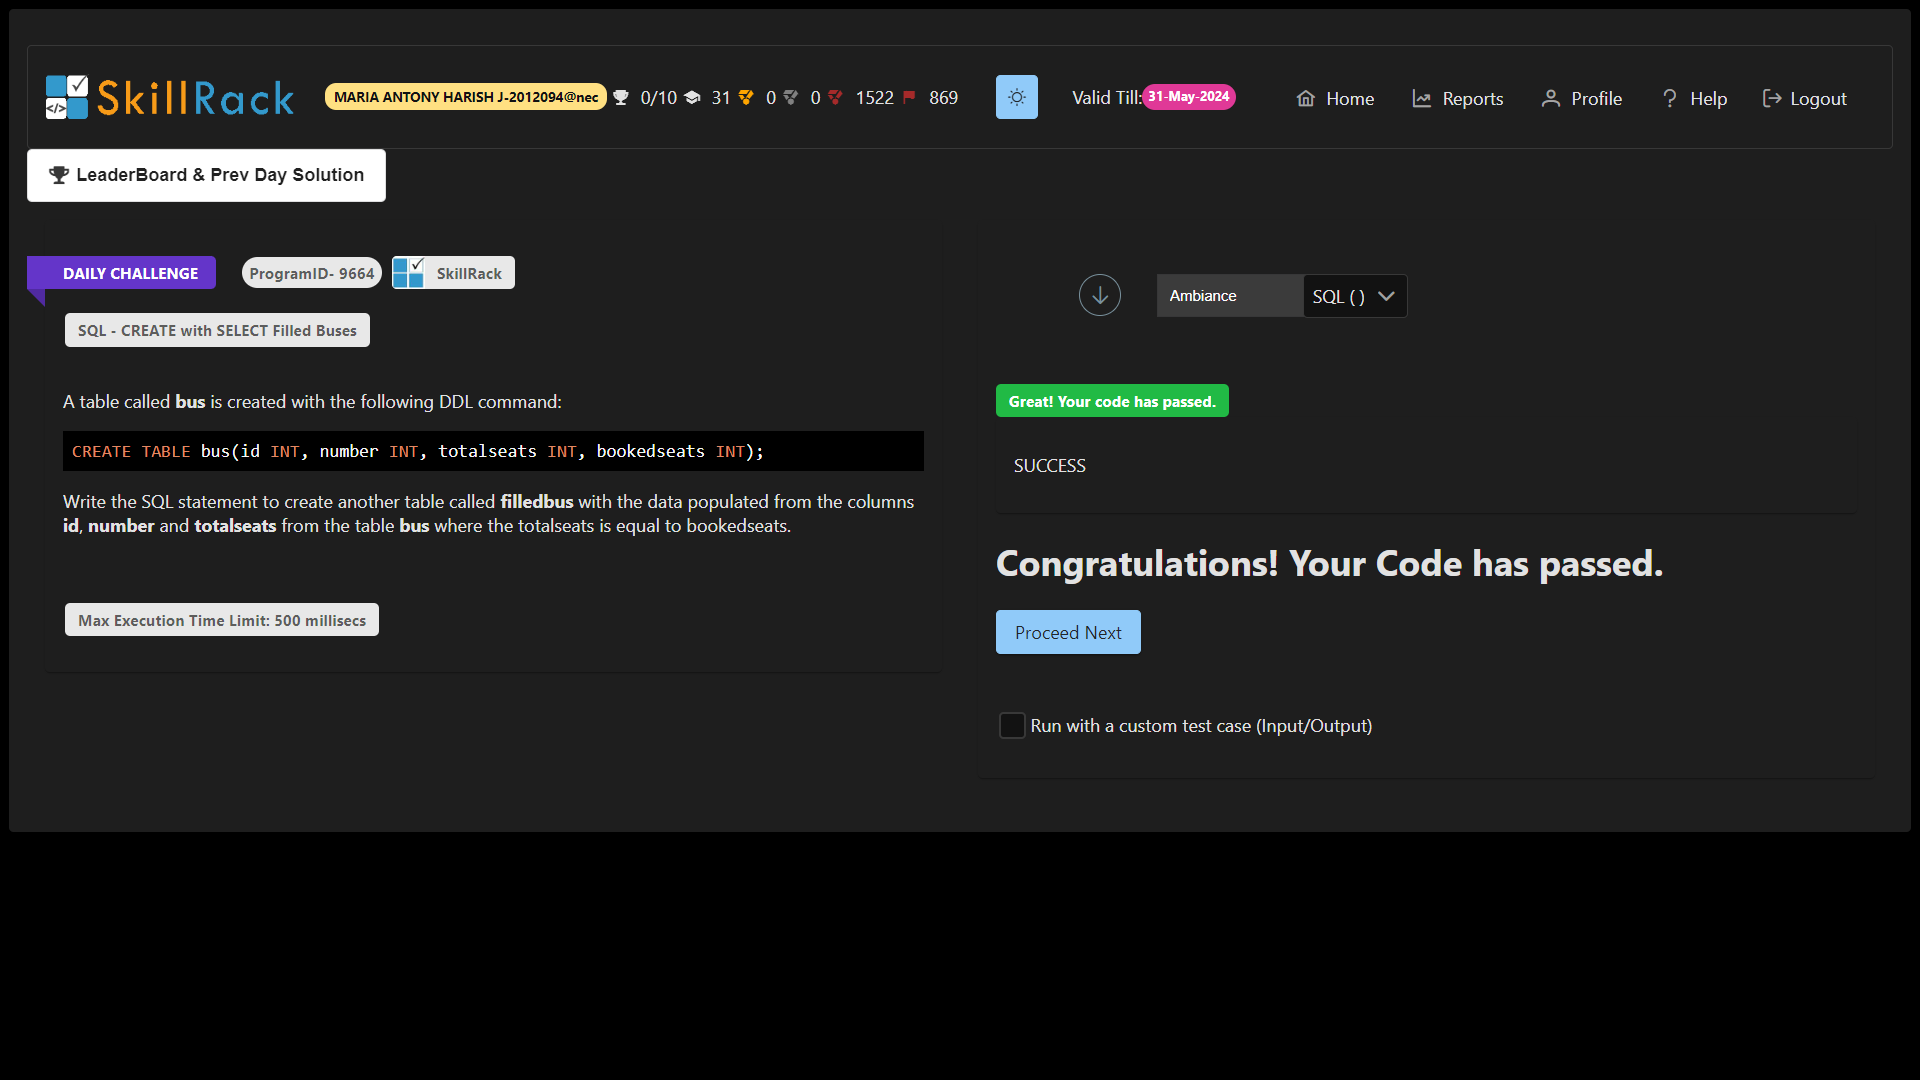 SkillRack MARIA ANTONY HARISH J-2012094@nec 0/10 31 0 0 1522 869 Valid Till: 31-May-2024 Home Reports Profile Help Logout
LeaderBoard & Prev Day Solution
DAILY CHALLENGE ProgramID- 9664 SkillRack
SQL - CREATE with SELECT Filled Buses
A table called bus is created with the following DDL command:
CREATE TABLE bus(id INT, number INT, totalseats INT, bookedseats INT);
Write the SQL statement to create another table called filledbus with the data populated from the columns
id, number and totalseats from the table bus where the totalseats is equal to bookedseats.
Max Execution Time Limit: 500 millisecs
Ambiance SQL ( )
Great! Your code has passed.
SUCCESS
Congratulations! Your Code has passed.
Proceed Next
Run with a custom test case (Input/Output)